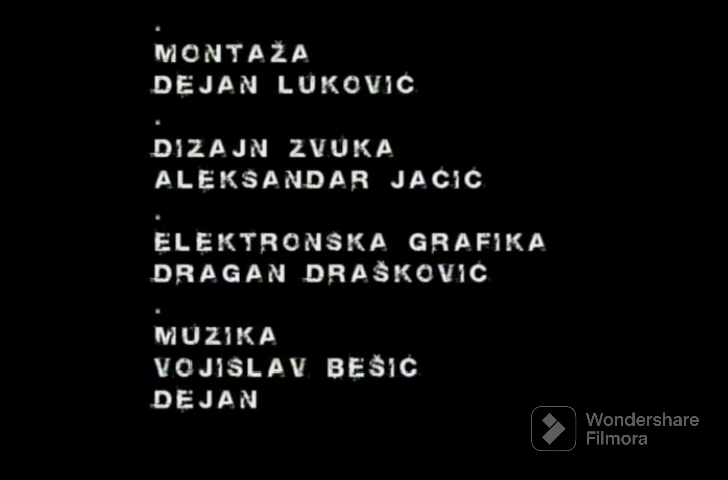 .
MONTAŽA
DEJAN LUKOVIĆ
.
DIZAJN ZVUKA
ALEKSANDAR JAĆIĆ
.
ELEKTRONSKA GRAFIKA
DRAGAN DRAŠKOVIĆ
.
MUZIKA
VOJISLAV BEŠIĆ
DEJAN
Wondershare
Filmora